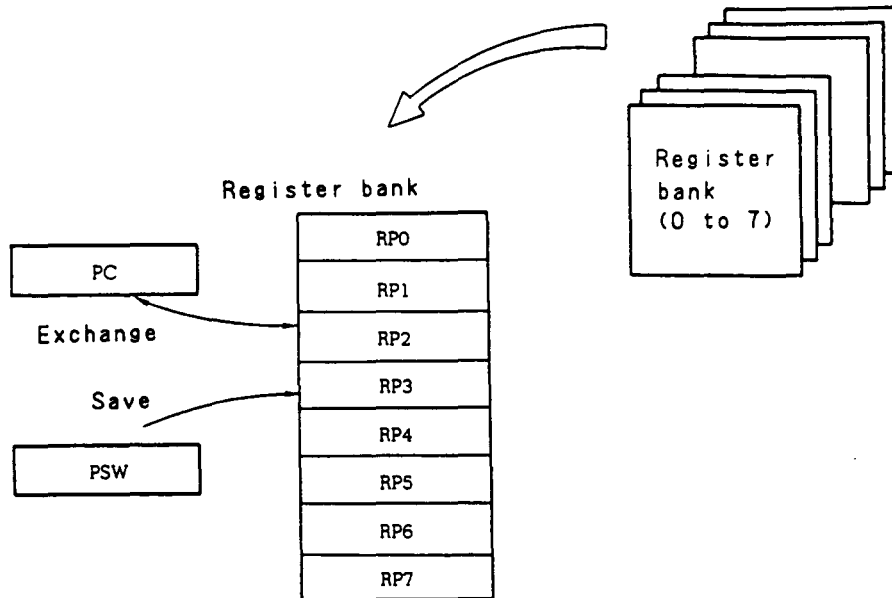 Register
bank
(0 to 7)
Register bank
RP0
PC
RP1
Exchange
RP2
RP3
Save
RP4
PSW
RP5
RP6
RP7